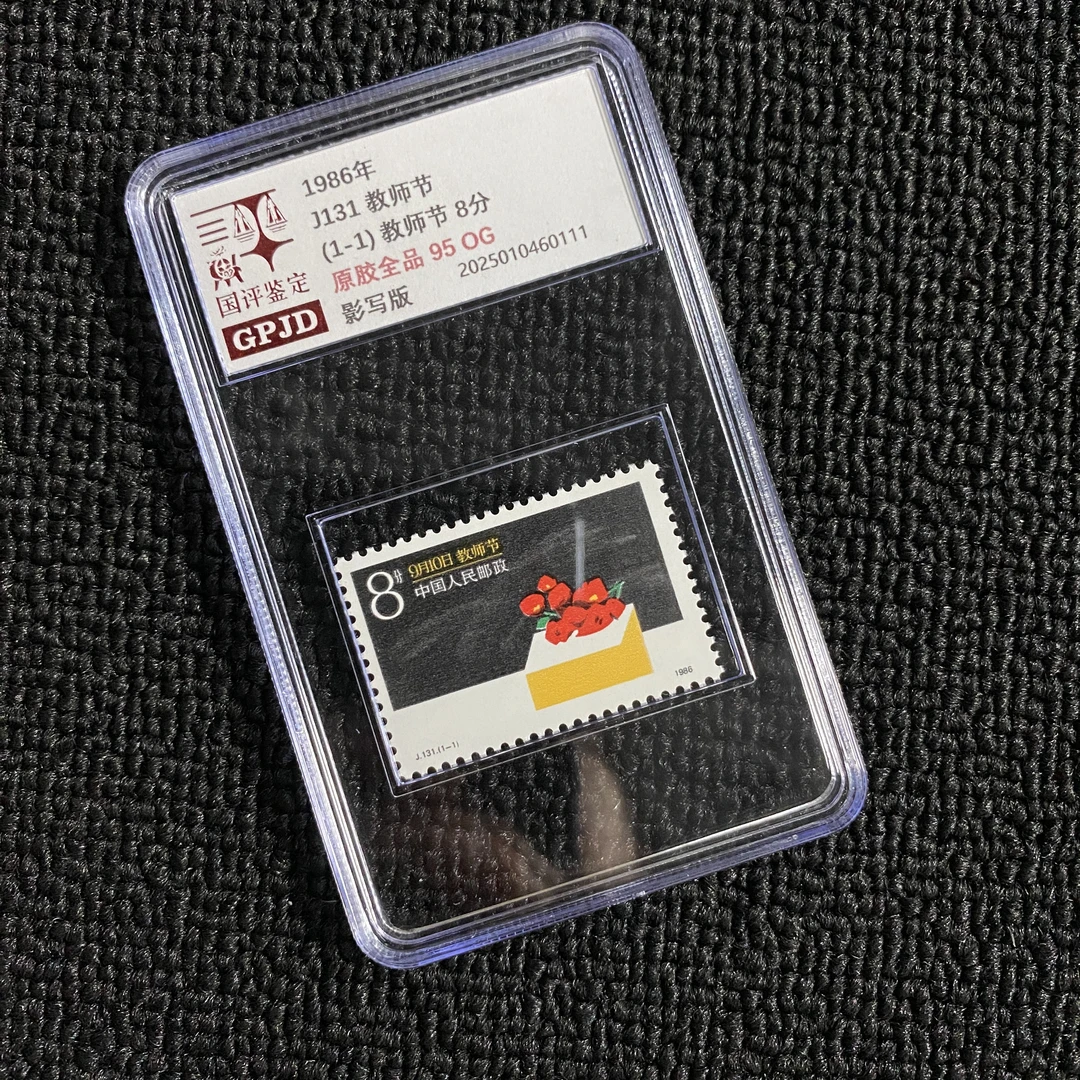 1986年
J131 教师节
(1-1) 教师节 8分
原胶全品 95 OG
2025010460111
影写版
国评鉴定
GPJD
8分
9月10日 教师节
中国人民邮政
1986
J.131.(1-1)